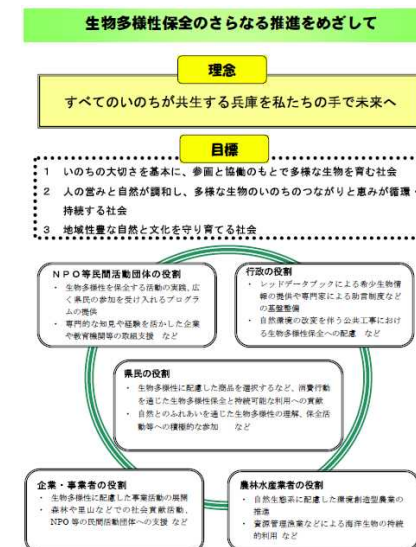 生物多様性保全のさらなる推進をめざして
理念
すべてのいのちが共生する兵庫を私たちの手で未来へ
目標
1 いのちの大切さを基本に、参画と協働のもとで多様な生物を育む社会
2 人の営みと自然が調和し、多様な生物のいのちのつながりと恵みが循環・
持続する社会
3 地域性豊な自然と文化を守り育てる社会
NPO等民間活動団体の役割
・ 生物多様性を保全する活動の実践、広
く県民の参加を受け入れるプログラ
ムの提供
・ 専門的な知見や経験を活かした企業
や教育機関等の取組支援 など
行政の役割
・ レッドデータブックによる希少生物情
報の提供や専門家による助言制度など
の基盤整備
・ 自然環境の改変を伴う公共工事におけ
る生物多様性保全への配慮 など
県民の役割
・ 生物多様性に配慮した商品を選択するなど、消費行動
を通じた生物多様性保全と持続可能な利用への貢献
・ 自然とのふれあいを通じた生物多様性の理解、保全活
動等への積極的な参加 など
企業・事業者の役割
・ 生物多様性に配慮した事業活動の展開
・ 森林や里山などでの社会貢献活動、
NPO 等の民間活動団体への支援 など
農林水産業者の役割
・ 自然生態系に配慮した環境創造型農業の
推進
・ 資源管理漁業などによる海洋生物の持続
的利用 など